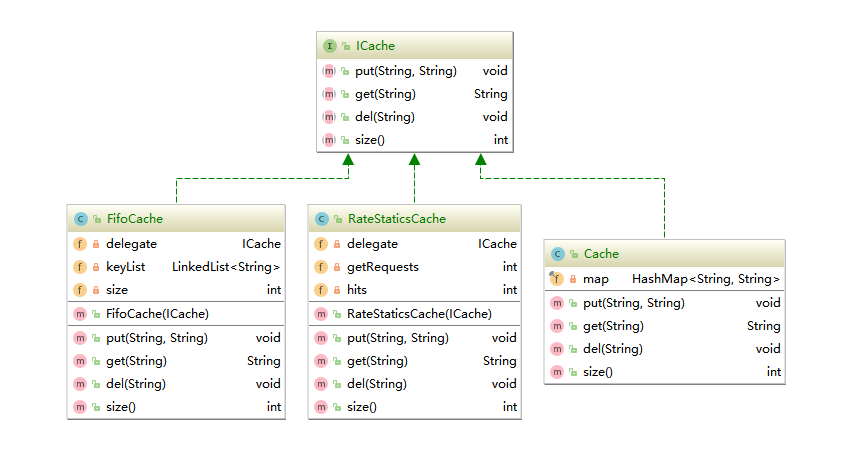 I ICache
m put(String, String) void
m get(String) String
m del(String) void
m size() int
C FifoCache
f delegate ICache
f keyList LinkedList<String>
f size int
m FifoCache(ICache)
m put(String, String) void
m get(String) String
m del(String) void
m size() int
C RateStaticsCache
f delegate ICache
f getRequests int
f hits int
m RateStaticsCache(ICache)
m put(String, String) void
m get(String) String
m del(String) void
m size() int
C Cache
f map HashMap<String, String>
m put(String, String) void
m get(String) String
m del(String) void
m size() int